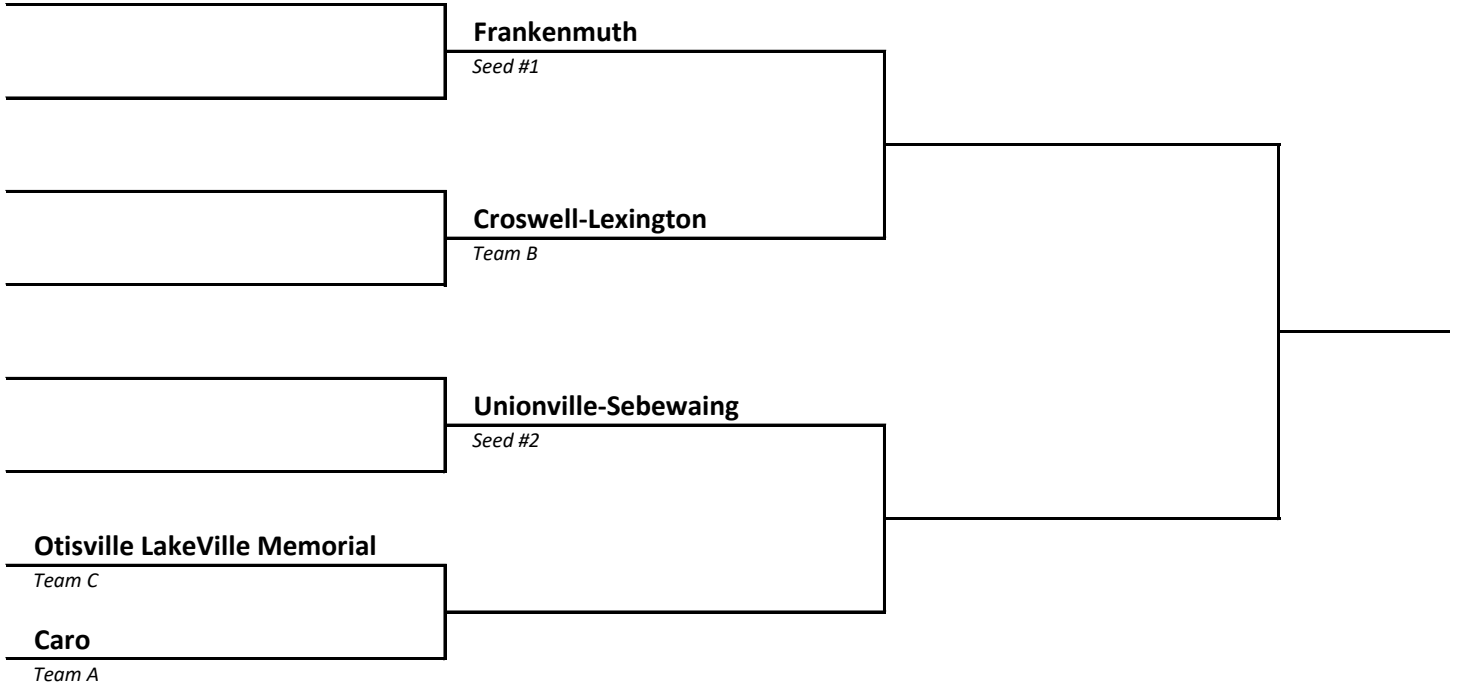 Frankenmuth
Seed #1
Croswell-Lexington
Team B
Unionville-Sebewaing
Seed #2
Otisville LakeVille Memorial
Team C
Caro
Team A